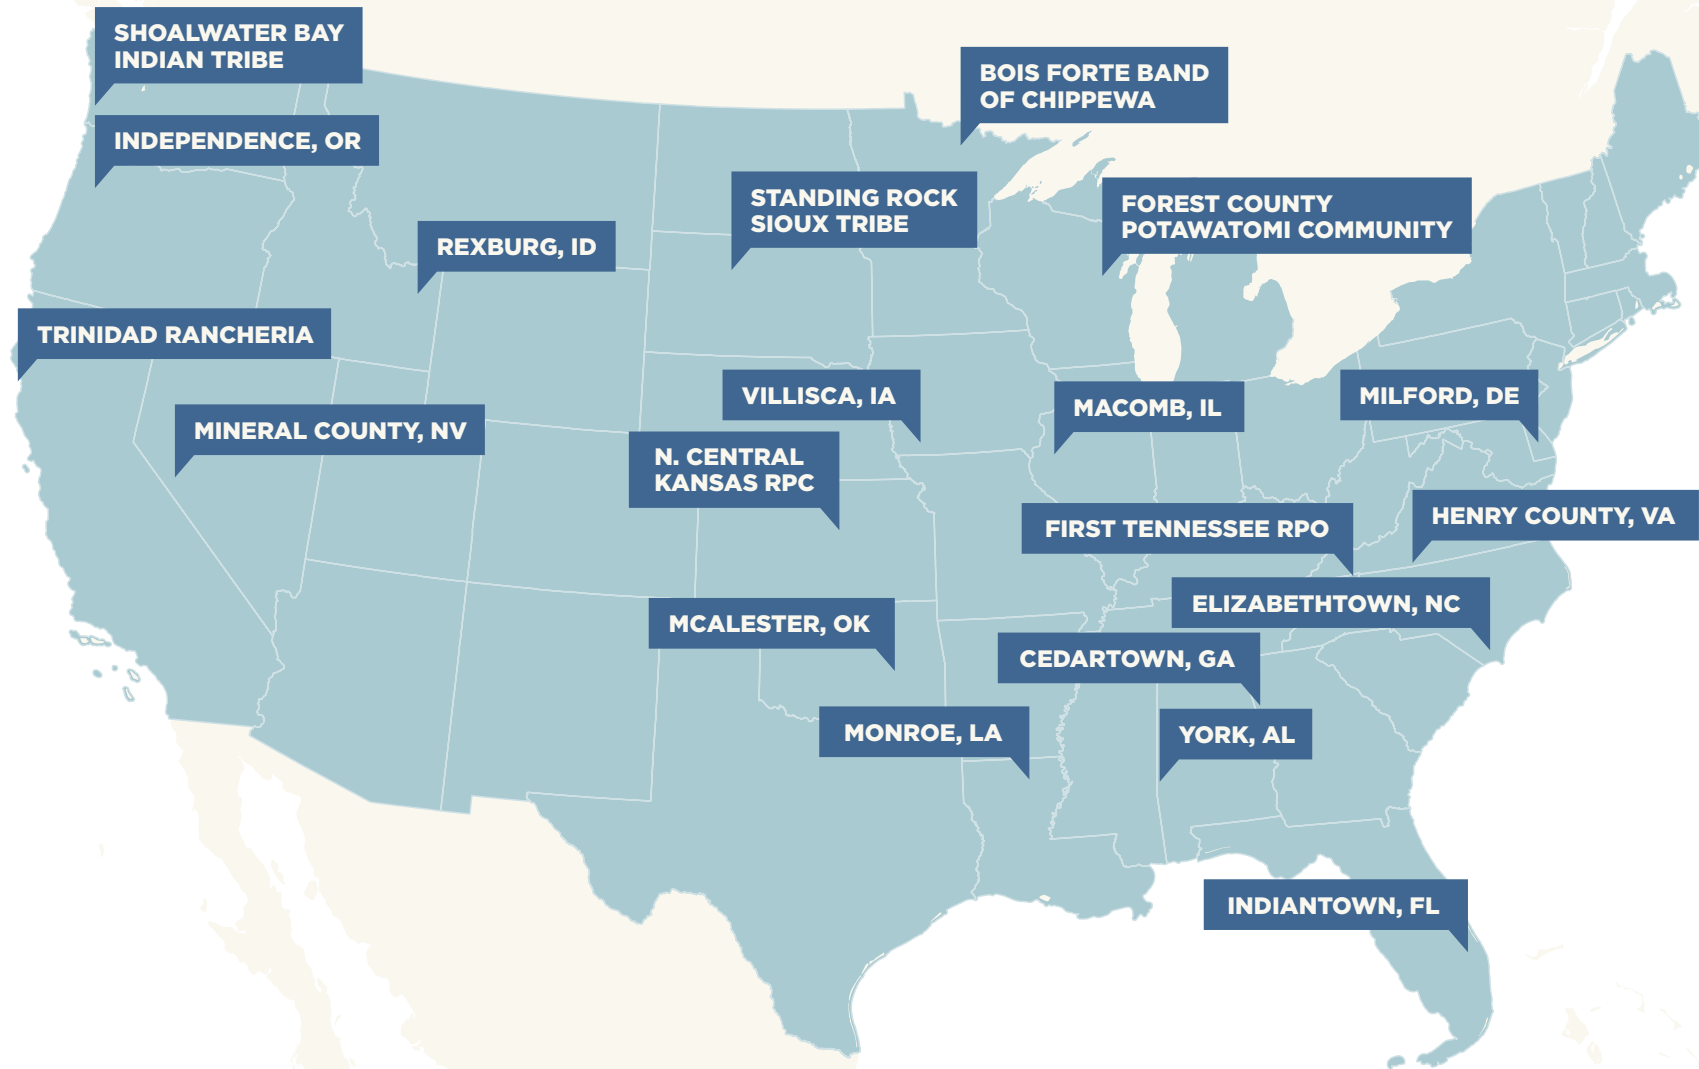 SHOALWATER BAY
INDIAN TRIBE
BOIS FORTE BAND
OF CHIPPEWA
INDEPENDENCE, OR
STANDING ROCK
SIOUX TRIBE
FOREST COUNTY
POTAWATOMI COMMUNITY
REXBURG, ID
TRINIDAD RANCHERIA
VILLISCA, IA
MACOMB, IL
MILFORD, DE
MINERAL COUNTY, NV
N. CENTRAL
KANSAS RPC
FIRST TENNESSEE RPO
HENRY COUNTY, VA
MCALESTER, OK
ELIZABETHTOWN, NC
CEDARTOWN, GA
MONROE, LA
YORK, AL
INDIANTOWN, FL